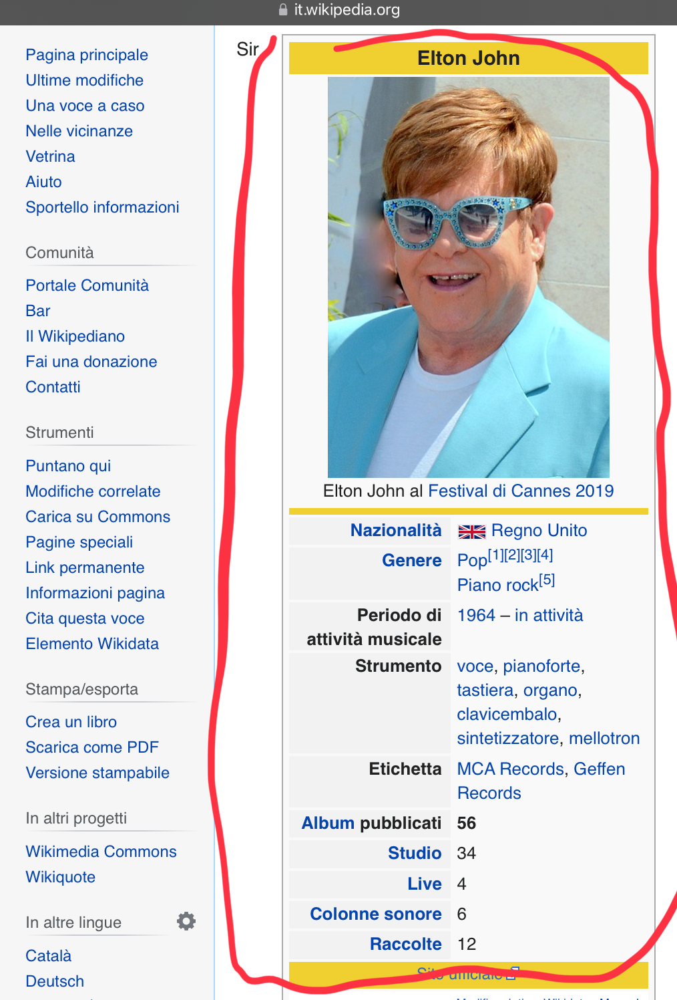 it.wikipedia.org
Pagina principale
Ultime modifiche
Una voce a caso
Nelle vicinanze
Vetrina
Aiuto
Sportello informazioni
Comunità
Portale Comunità
Bar
Il Wikipediano
Fai una donazione
Contatti
Strumenti
Puntano qui
Modifiche correlate
Carica su Commons
Pagine speciali
Link permanente
Informazioni pagina
Cita questa voce
Elemento Wikidata
Stampa/esporta
Crea un libro
Scarica come PDF
Versione stampabile
In altri progetti
Wikimedia Commons
Wikiquote
In altre lingue
Català
Deutsch
Sir
Elton John
Elton John al Festival di Cannes 2019
Nazionalità Regno Unito
Genere Pop[1][2][3][4]
Piano rock[5]
Periodo di 1964 – in attività
attività musicale
Strumento voce, pianoforte,
tastiera, organo,
clavicembalo,
sintetizzatore, mellotron
Etichetta MCA Records, Geffen
Records
Album pubblicati 56
Studio 34
Live 4
Colonne sonore 6
Raccolte 12
Sito ufficiale